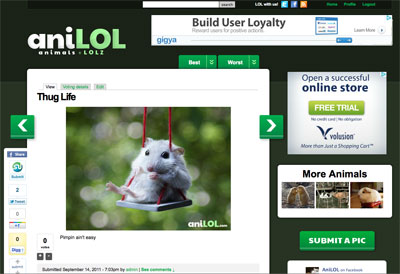 search
LOL with us!
Home
Profile
Logout
aniLOL
animals + LOLZ
gigya
Build User Loyalty
Reward users for positive actions
Learn More
Best
Worst
View
Voting details
Edit
Thug Life
Open a successful
online store
FREE TRIAL
No credit card | No obligation
Volusion
More Than Just a Shopping Cart™
aniLOL.com
Share
Submit
2
Tweet
0
Digg
0
More Animals
SUBMIT A PIC
AniLOL on Facebook
0
votes
Pimpin ain't easy
Submitted September 14, 2011 - 7:03pm by admin | See comments ↓